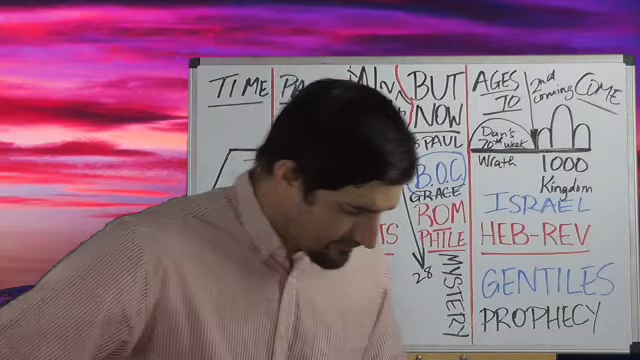 TIME
BUT
NOW
PAUL
B.O.C.
GRACE
ROM
PHILE
28
MYSTERY
AGES
TO
COME
2nd
coming
Dan's
70th Week
Wrath
1000
Kingdom
ISRAEL
HEB-REV
GENTILES
PROPHECY